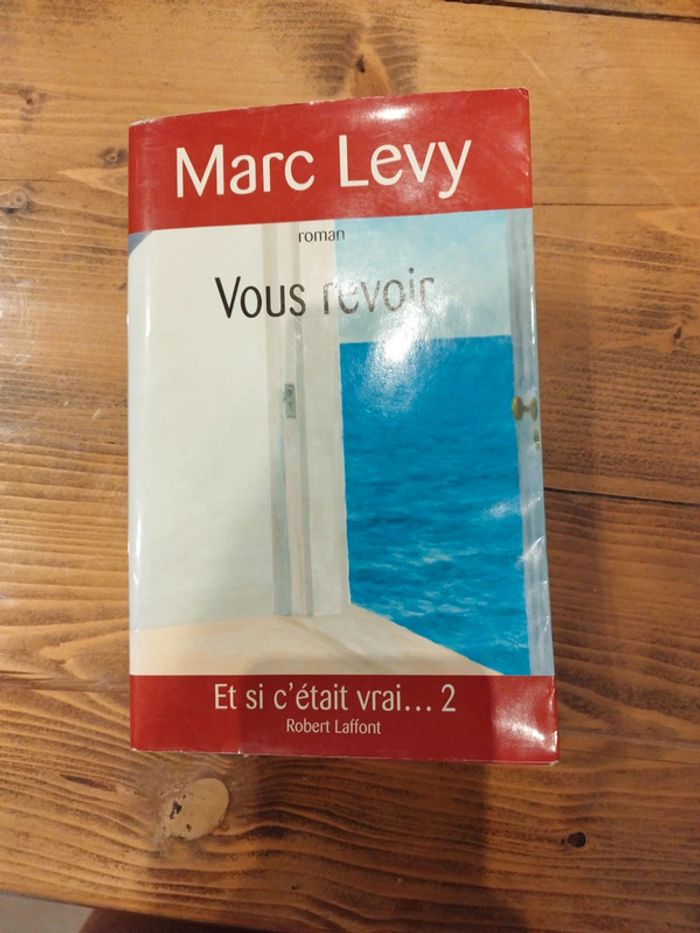 Marc Levy
roman
Vous revoir
Et si c'était vrai... 2
Robert Laffont